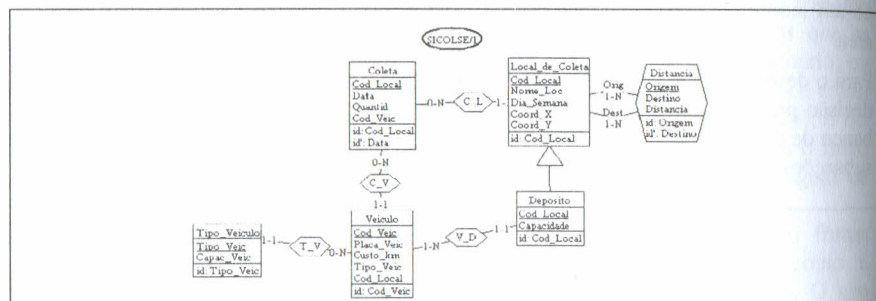 SICOLSE/1
Coleta
Cod_Local
Data
Quantid
Cod_Veic
id: Cod_Local
id': Data
0-N
C_L
1-1
Local_de_Coleta
Cod_Local
Nome_Loc
Dia_Semana
Coord_X
Coord_Y
id: Cod_Local
Orig
1-N
Dest
1-N
Distancia
Origem
Destino
Distancia
id: Origem
id': Destino
0-N
C_V
1-1
Tipo_Veiculo
Tipo_Veic
Capac_Veic
id: Tipo_Veic
1-1
T_V
0-N
Veiculo
Cod_Veic
Placa_Veic
Custo_km
Tipo_Veic
Cod_Local
id: Cod_Veic
1-N
V_D
1-1
Deposito
Cod_Local
Capacidade
id: Cod_Local